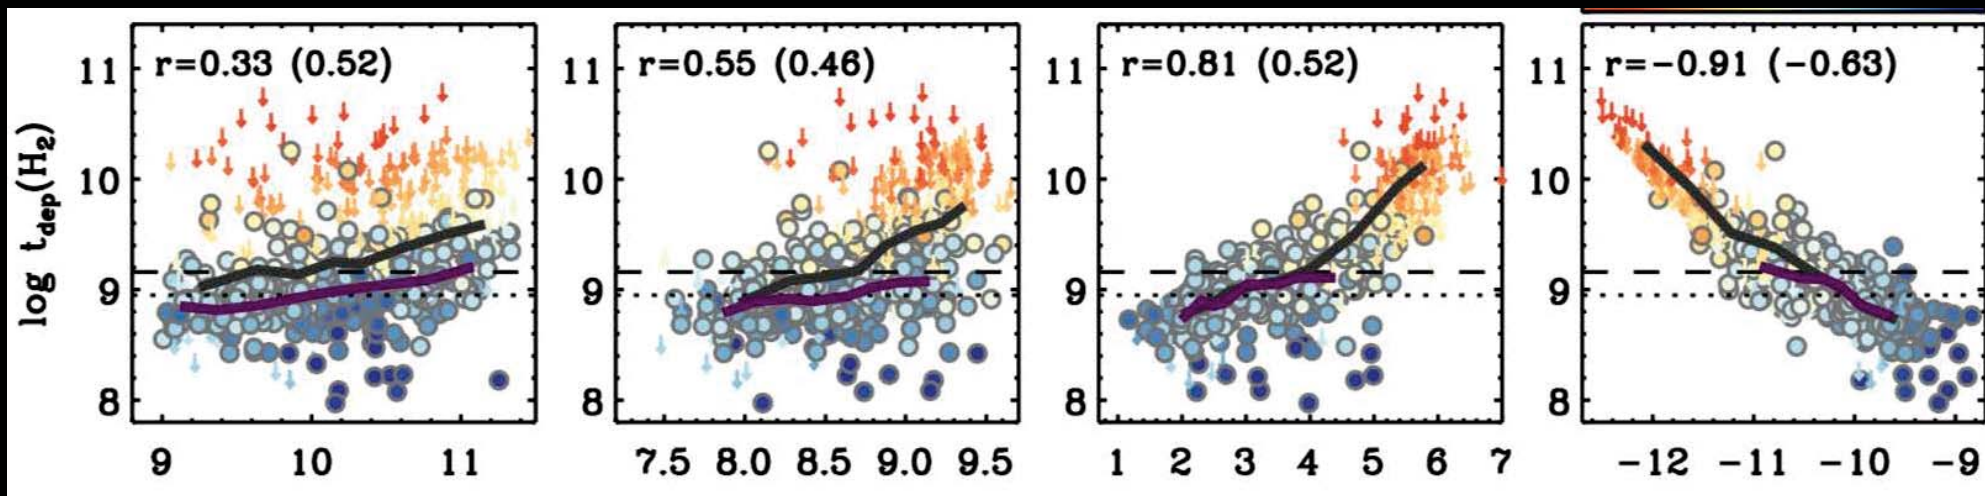 r=0.33 (0.52)
r=0.55 (0.46)
r=0.81 (0.52)
r=−0.91 (−0.63)
log t_dep(H₂)
11
10
9
8
11
10
9
8
11
10
9
8
11
10
9
8
9 10 11
7.5 8.0 8.5 9.0 9.5
1 2 3 4 5 6 7
−12 −11 −10 −9